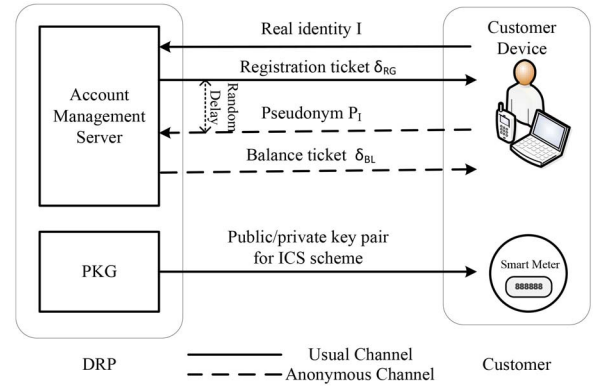 Real identity I
Customer
Device
Registration ticket δRG
Account
Management
Server
Random
Delay
Pseudonym PI
Balance ticket δBL
Public/private key pair
for ICS scheme
PKG
Smart Meter
888888
DRP
Usual Channel
Anonymous Channel
Customer